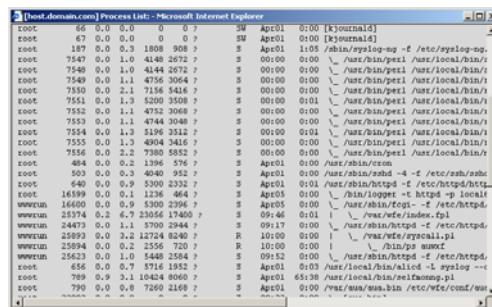 [host.domain.com] Process List: - Microsoft Internet Explorer
root 66 0.0 0.0 0 0 ? SW Apr01 0:00 [kjournald]
root 67 0.0 0.0 0 0 ? SW Apr01 0:00 [kjournald]
root 187 0.0 0.3 1808 908 ? S Apr01 1:05 /sbin/syslog-ng -f /etc/syslog-ng.
root 7547 0.0 1.0 4148 2672 ? S 00:00 0:00 \_ /usr/bin/perl /usr/local/bin/
root 7548 0.0 1.0 4144 2672 ? S 00:00 0:00 \_ /usr/bin/perl /usr/local/bin/
root 7549 0.0 1.1 4756 3064 ? S 00:00 0:00 \_ /usr/bin/perl /usr/local/bin/
root 7550 0.0 2.1 7156 5416 ? S 00:00 0:00 \_ /usr/bin/perl /usr/local/bin/
root 7551 0.0 1.3 5200 3508 ? S 00:00 0:01 \_ /usr/bin/perl /usr/local/bin/
root 7552 0.0 1.1 4752 3068 ? S 00:00 0:00 \_ /usr/bin/perl /usr/local/bin/
root 7553 0.0 1.1 4744 3048 ? S 00:00 0:00 \_ /usr/bin/perl /usr/local/bin/
root 7554 0.0 1.3 5196 3512 ? S 00:00 0:01 \_ /usr/bin/perl /usr/local/bin/
root 7555 0.0 1.3 4904 3416 ? S 00:00 0:00 \_ /usr/bin/perl /usr/local/bin/
root 7556 0.0 2.2 7380 5852 ? S 00:00 0:00 \_ /usr/bin/perl /usr/local/bin/
root 484 0.0 0.2 1396 576 ? S Apr01 0:00 /usr/sbin/cron
root 503 0.0 0.3 4040 952 ? S Apr01 0:00 /usr/sbin/sshd -4 -f /etc/ssh/sshd
root 640 0.0 0.9 5300 2332 ? S Apr01 0:01 /usr/sbin/httpd -f /etc/httpd/
root 16599 0.0 0.1 1236 464 ? S Apr05 0:00 \_ /bin/logger -t httpd -p local
wwwrun 16600 0.0 0.9 5300 2396 ? S Apr05 0:00 \_ /usr/sbin/fcgi- -f /etc/httpd/
wwwrun 25374 0.2 6.7 23056 17400 ? S 09:46 0:01 | \_ /var/wfe/index.fpl
wwwrun 24473 0.0 1.1 5700 2944 ? S 09:17 0:00 \_ /usr/sbin/httpd -f /etc/httpd/
wwwrun 25893 0.0 3.2 12724 8240 ? R 10:00 0:00 | \_ /var/wfe/syscall.pl
wwwrun 25894 0.0 0.2 2556 720 ? R 10:00 0:00 | \_ /bin/ps auwxf
wwwrun 25623 0.0 1.0 5448 2584 ? S 09:52 0:00 \_ /usr/sbin/httpd -f /etc/httpd/
root 656 0.0 0.7 5716 1952 ? S Apr01 0:03 /usr/local/bin/alicd -L syslog
root 789 0.9 3.1 10424 8060 ? S Apr01 65:38 /usr/local/bin/selfmonng.pl
root 790 0.0 0.8 7260 2168 ? S Apr01 0:00